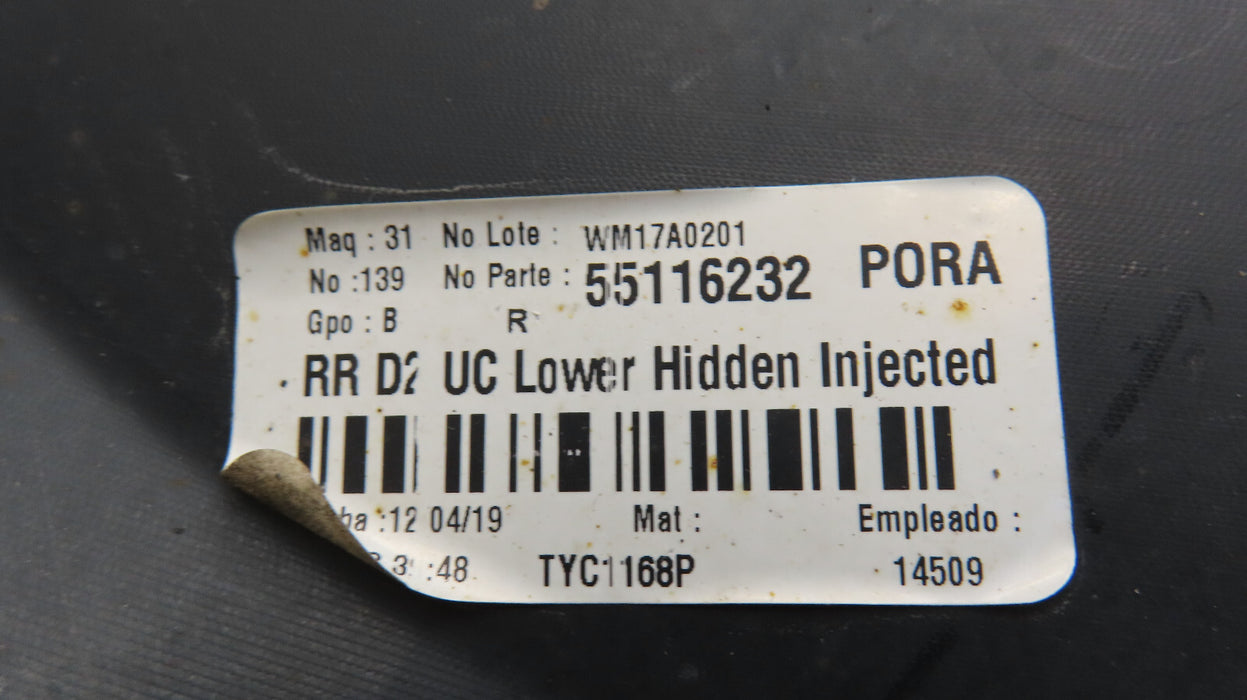 Maq : 31 No Lote : WM17A0201
No :139 No Parte : 55116232 PORA
Gpo : B R
RR D2 UC Lower Hidden Injected
:12 04/19 Mat : Empleado :
:48 TYC1168P 14509